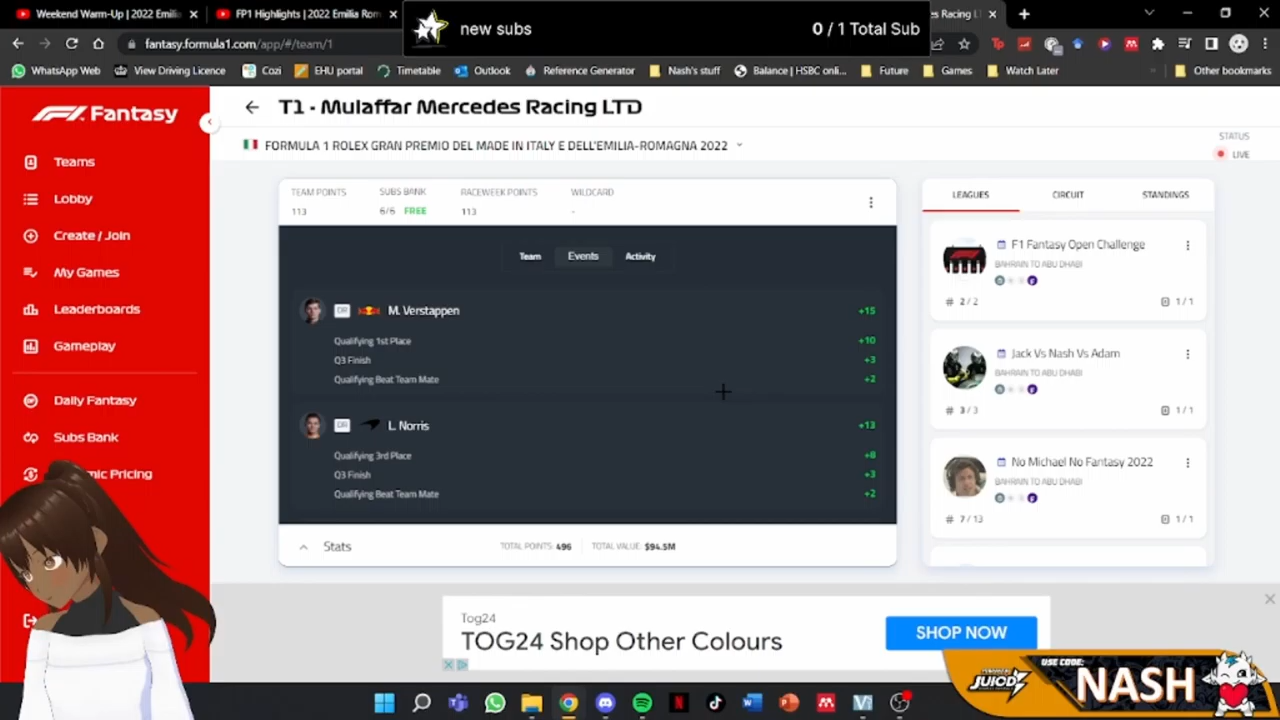 Weekend Warm-Up | 2022 Emili
FP1 Highlights | 2022 Emilia Rom
new subs
0 / 1 Total Sub
es Racing L
fantasy.formula1.com/app/#/team/1
WhatsApp Web
View Driving Licence
Cozi
EHU portal
Timetable
Outlook
Reference Generator
Nash's stuff
Balance | HSBC onli...
Future
Games
Watch Later
Other bookmarks
F1 Fantasy
Teams
Lobby
Create / Join
My Games
Leaderboards
Gameplay
Daily Fantasy
Subs Bank
mic Pricing
T1 - Mulaffar Mercedes Racing LTD
FORMULA 1 ROLEX GRAN PREMIO DEL MADE IN ITALY E DELL'EMILIA-ROMAGNA 2022
STATUS
LIVE
TEAM POINTS
113
SUBS BANK
6/6 FREE
RACEWEEK POINTS
113
WILDCARD
-
Team
Events
Activity
DR
M. Verstappen
+15
Qualifying 1st Place
+10
Q3 Finish
+3
Qualifying Beat Team Mate
+2
DR
L. Norris
+13
Qualifying 3rd Place
+8
Q3 Finish
+3
Qualifying Beat Team Mate
+2
Stats
TOTAL POINTS: 496
TOTAL VALUE: $94.5M
LEAGUES
CIRCUIT
STANDINGS
F1 Fantasy Open Challenge
BAHRAIN TO ABU DHABI
# 2 / 2
1 / 1
Jack Vs Nash Vs Adam
BAHRAIN TO ABU DHABI
# 3 / 3
1 / 1
No Michael No Fantasy 2022
BAHRAIN TO ABU DHABI
# 7 / 13
1 / 1
Tog24
TOG24 Shop Other Colours
SHOP NOW
JUICD
USE CODE:
NASH